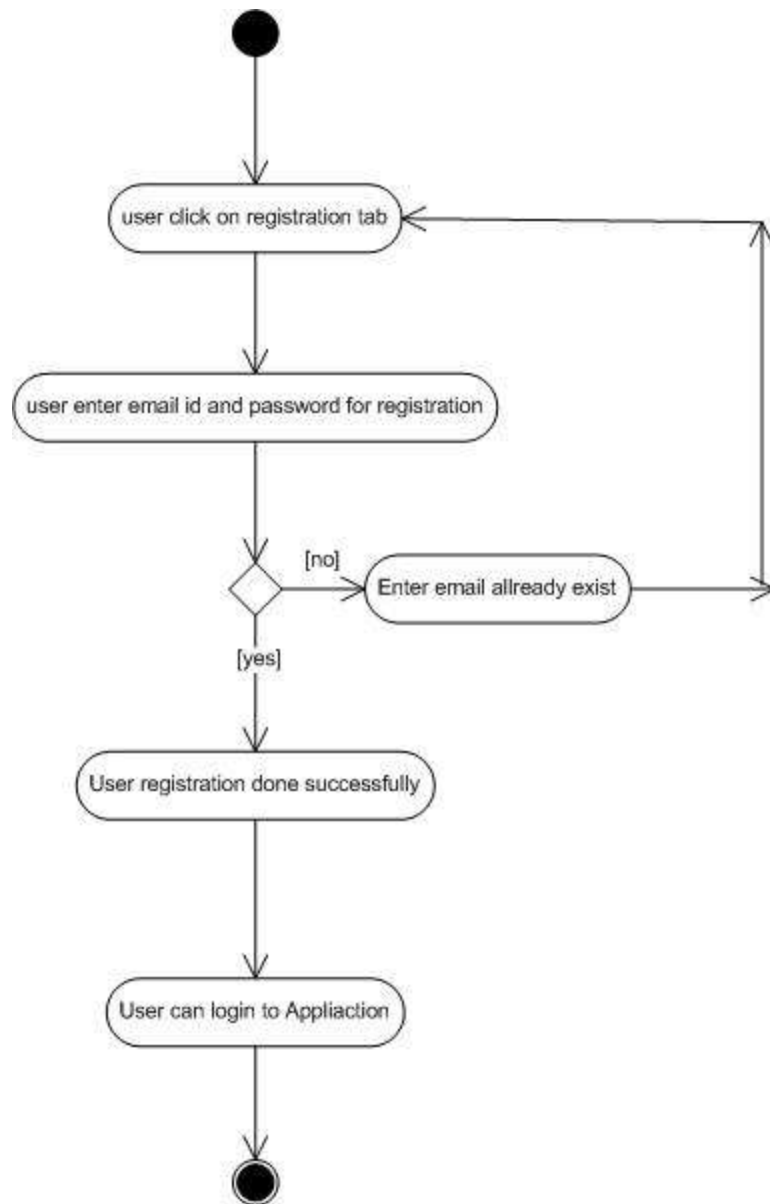 user click on registration tab
user enter email id and password for registration
[no]
Enter email allready exist
[yes]
User registration done successfully
User can login to Appliaction